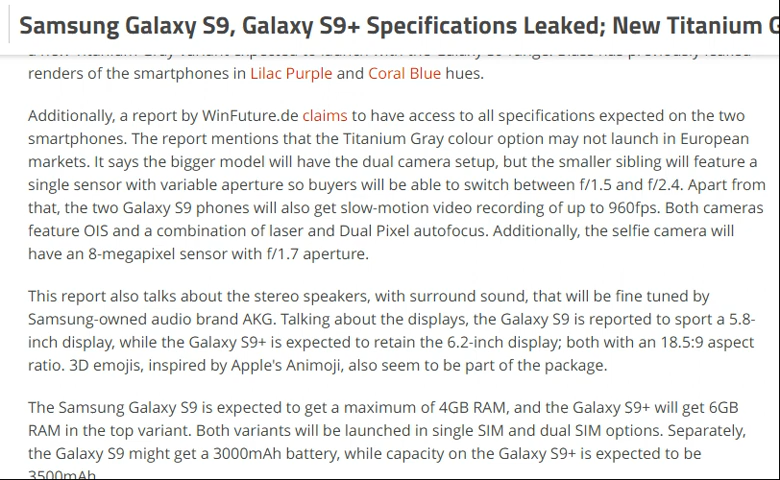 Samsung Galaxy S9, Galaxy S9+ Specifications Leaked; New Titanium G
renders of the smartphones in Lilac Purple and Coral Blue hues.
Additionally, a report by WinFuture.de claims to have access to all specifications expected on the two
smartphones. The report mentions that the Titanium Gray colour option may not launch in European
markets. It says the bigger model will have the dual camera setup, but the smaller sibling will feature a
single sensor with variable aperture so buyers will be able to switch between f/1.5 and f/2.4. Apart from
that, the two Galaxy S9 phones will also get slow-motion video recording of up to 960fps. Both cameras
feature OIS and a combination of laser and Dual Pixel autofocus. Additionally, the selfie camera will
have an 8-megapixel sensor with f/1.7 aperture.
This report also talks about the stereo speakers, with surround sound, that will be fine tuned by
Samsung-owned audio brand AKG. Talking about the displays, the Galaxy S9 is reported to sport a 5.8-
inch display, while the Galaxy S9+ is expected to retain the 6.2-inch display; both with an 18.5:9 aspect
ratio. 3D emojis, inspired by Apple's Animoji, also seem to be part of the package.
The Samsung Galaxy S9 is expected to get a maximum of 4GB RAM, and the Galaxy S9+ will get 6GB
RAM in the top variant. Both variants will be launched in single SIM and dual SIM options. Separately,
the Galaxy S9 might get a 3000mAh battery, while capacity on the Galaxy S9+ is expected to be
3500mAh